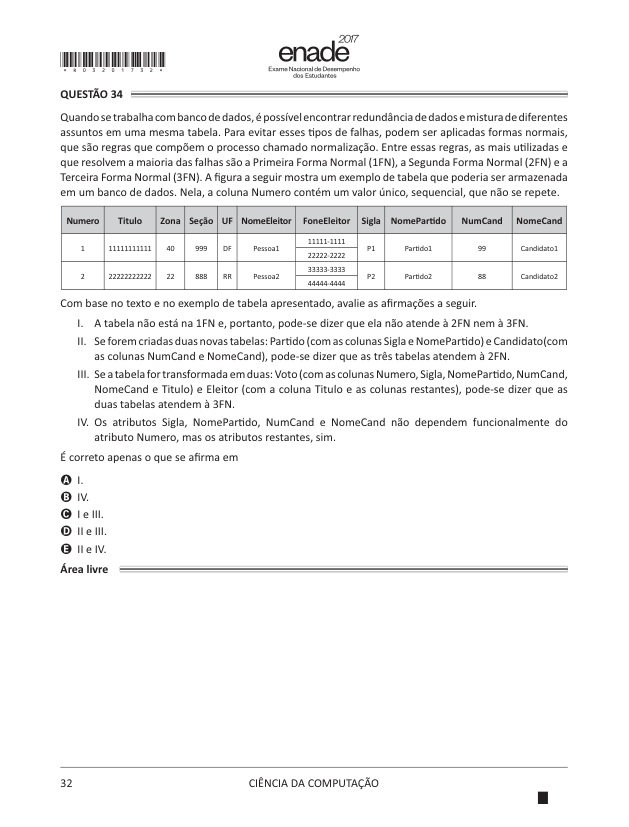 2017
enade
Exame Nacional de Desempenho
dos Estudantes
* 8 0 3 2 0 1 7 3 2 *
QUESTÃO 34
Quando se trabalha com banco de dados, é possível encontrar redundância de dados e mistura de diferentes
assuntos em uma mesma tabela. Para evitar esses tipos de falhas, podem ser aplicadas formas normais,
que são regras que compõem o processo chamado normalização. Entre essas regras, as mais utilizadas e
que resolvem a maioria das falhas são a Primeira Forma Normal (1FN), a Segunda Forma Normal (2FN) e a
Terceira Forma Normal (3FN). A figura a seguir mostra um exemplo de tabela que poderia ser armazenada
em um banco de dados. Nela, a coluna Numero contém um valor único, sequencial, que não se repete.
Numero Titulo Zona Seção UF NomeEleitor FoneEleitor Sigla NomePartido NumCand NomeCand
1 11111111111 40 999 DF Pessoa1 11111-1111 P1 Partido1 99 Candidato1
22222-2222
2 22222222222 22 888 RR Pessoa2 33333-3333 P2 Partido2 88 Candidato2
44444-4444
Com base no texto e no exemplo de tabela apresentado, avalie as afirmações a seguir.
I. A tabela não está na 1FN e, portanto, pode-se dizer que ela não atende à 2FN nem à 3FN.
II. Se forem criadas duas novas tabelas: Partido (com as colunas Sigla e NomePartido) e Candidato(com
as colunas NumCand e NomeCand), pode-se dizer que as três tabelas atendem à 2FN.
III. Se a tabela for transformada em duas: Voto (com as colunas Numero, Sigla, NomePartido, NumCand,
NomeCand e Titulo) e Eleitor (com a coluna Titulo e as colunas restantes), pode-se dizer que as
duas tabelas atendem à 3FN.
IV. Os atributos Sigla, NomePartido, NumCand e NomeCand não dependem funcionalmente do
atributo Numero, mas os atributos restantes, sim.
É correto apenas o que se afirma em
A I.
B IV.
C I e III.
D II e III.
E II e IV.
Área livre
32
CIÊNCIA DA COMPUTAÇÃO